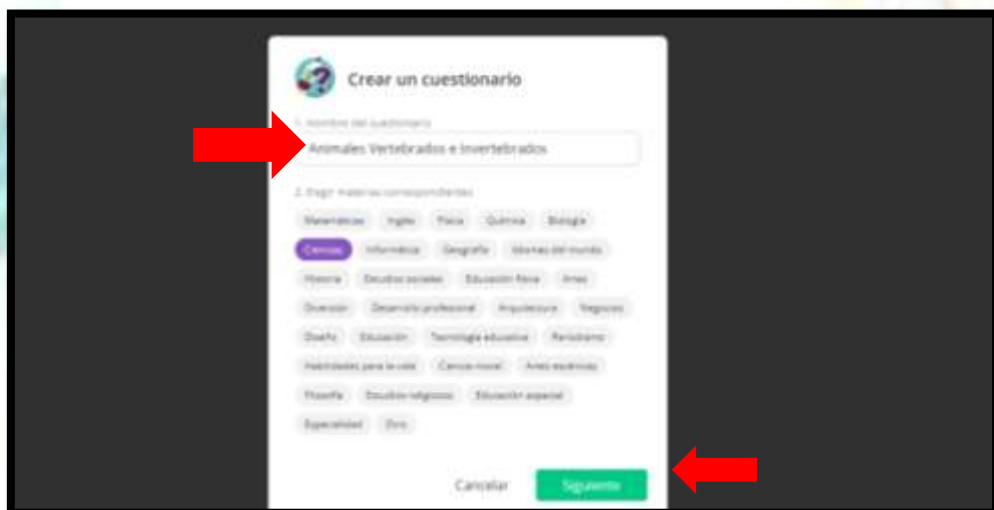 Crear un cuestionario
1. Nombre del cuestionario
Animales Vertebrados e Invertebrados
2. Elegir materias correspondientes
Matemáticas Inglés Física Química Biología
Ciencias Informática Geografía Idiomas del mundo
Historia Estudios sociales Educación física Artes
Diversión Desarrollo profesional Arquitectura Negocios
Diseño Educación Tecnología educativa Periodismo
Habilidades para la vida Ciencia moral Artes escénicas
Filosofía Estudios religiosos Educación especial
Especialidad Otro
Cancelar Siguiente